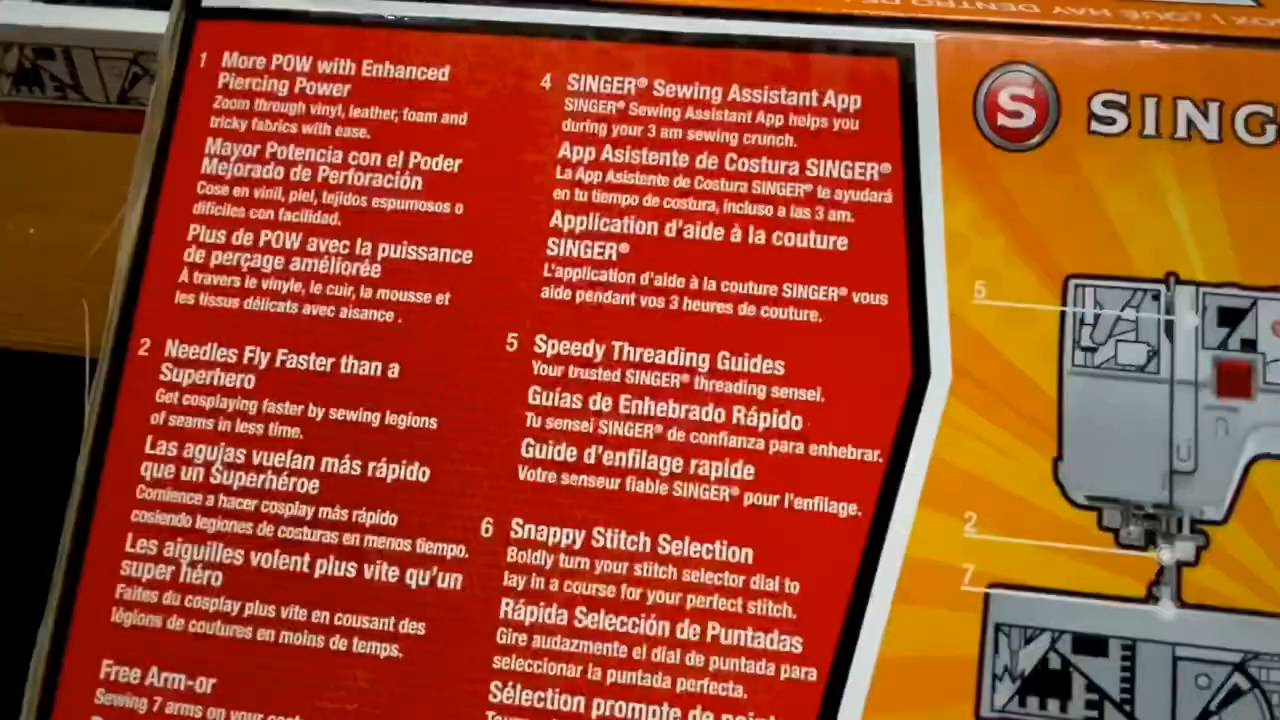 1 More POW with Enhanced
Piercing Power
Zoom through vinyl, leather, foam and
tricky fabrics with ease.
Mayor Potencia con el Poder
Mejorado de Perforación
Cose en vinil, piel, tejidos espumosos o
difíciles con facilidad.
Plus de POW avec la puissance
de perçage améliorée
À travers le vinyle, le cuir, la mousse et
les tissus délicats avec aisance .
2 Needles Fly Faster than a
Superhero
Get cosplaying faster by sewing legions
of seams in less time.
Las agujas vuelan más rápido
que un Superhéroe
Comience a hacer cosplay más rápido
cosiendo legiones de costuras en menos tiempo.
Les aiguilles volent plus vite qu'un
super héro
Faites du cosplay plus vite en cousant des
légions de coutures en moins de temps.
Free Arm-or
Sewing 7 arms on your
4 SINGER® Sewing Assistant App
SINGER® Sewing Assistant App helps you
during your 3 am sewing crunch.
App Asistente de Costura SINGER®
La App Asistente de Costura SINGER® te ayudará
en tu tiempo de costura, incluso a las 3 am.
Application d'aide à la couture
SINGER®
L'application d'aide à la couture SINGER® vous
aide pendant vos 3 heures de couture.
5 Speedy Threading Guides
Your trusted SINGER® threading sensei.
Guías de Enhebrado Rápido
Tu sensei SINGER® de confianza para enhebrar.
Guide d'enfilage rapide
Votre senseur fiable SINGER® pour l'enfilage.
6 Snappy Stitch Selection
Boldly turn your stitch selector dial to
lay in a course for your perfect stitch.
Rápida Selección de Puntadas
Gire audazmente el dial de puntada para
seleccionar la puntada perfecta.
Sélection prompte de
OX | ¿QUÉ HAY DENTRO DE
S SING
5
2
7